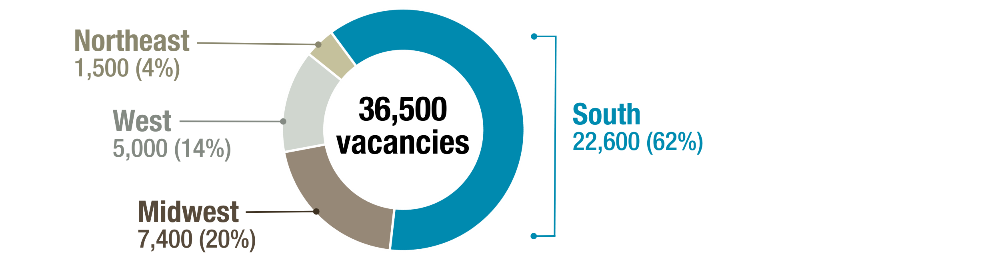 Northeast
1,500 (4%)
West
5,000 (14%)
Midwest
7,400 (20%)
36,500
vacancies
South
22,600 (62%)